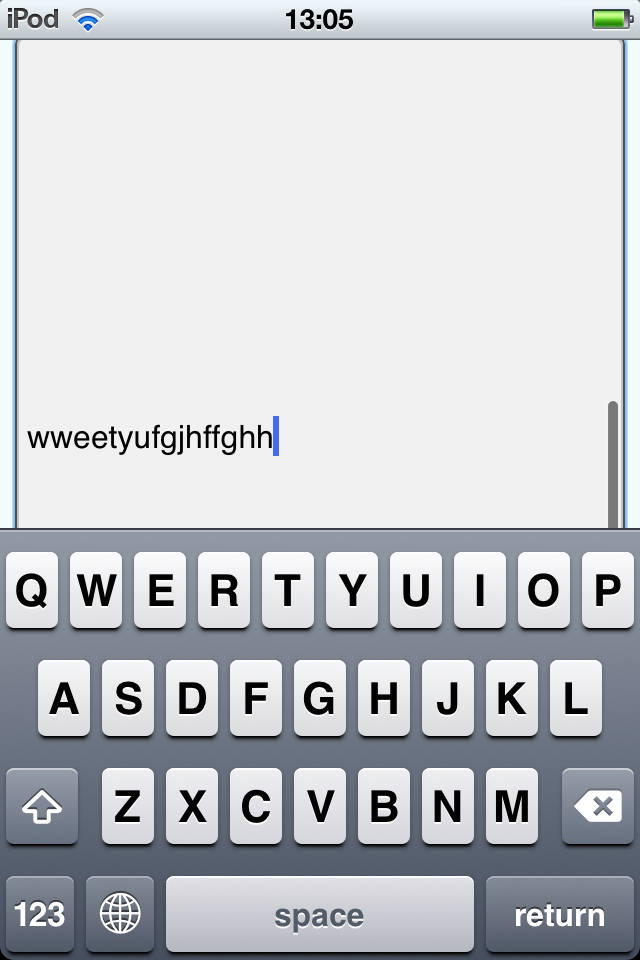 iPod 13:05
wweetyufgjhffghh
Q W E R T Y U I O P
A S D F G H J K L
Z X C V B N M
123 space return